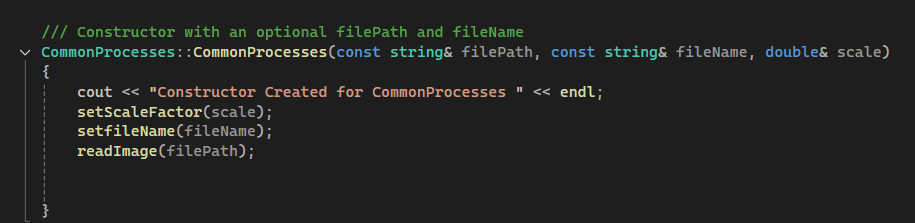 /// Constructor with an optional filePath and fileName
CommonProcesses::CommonProcesses(const string& filePath, const string& fileName, double& scale)
{
cout << "Constructor Created for CommonProcesses " << endl;
setScaleFactor(scale);
setfileName(fileName);
readImage(filePath);
}